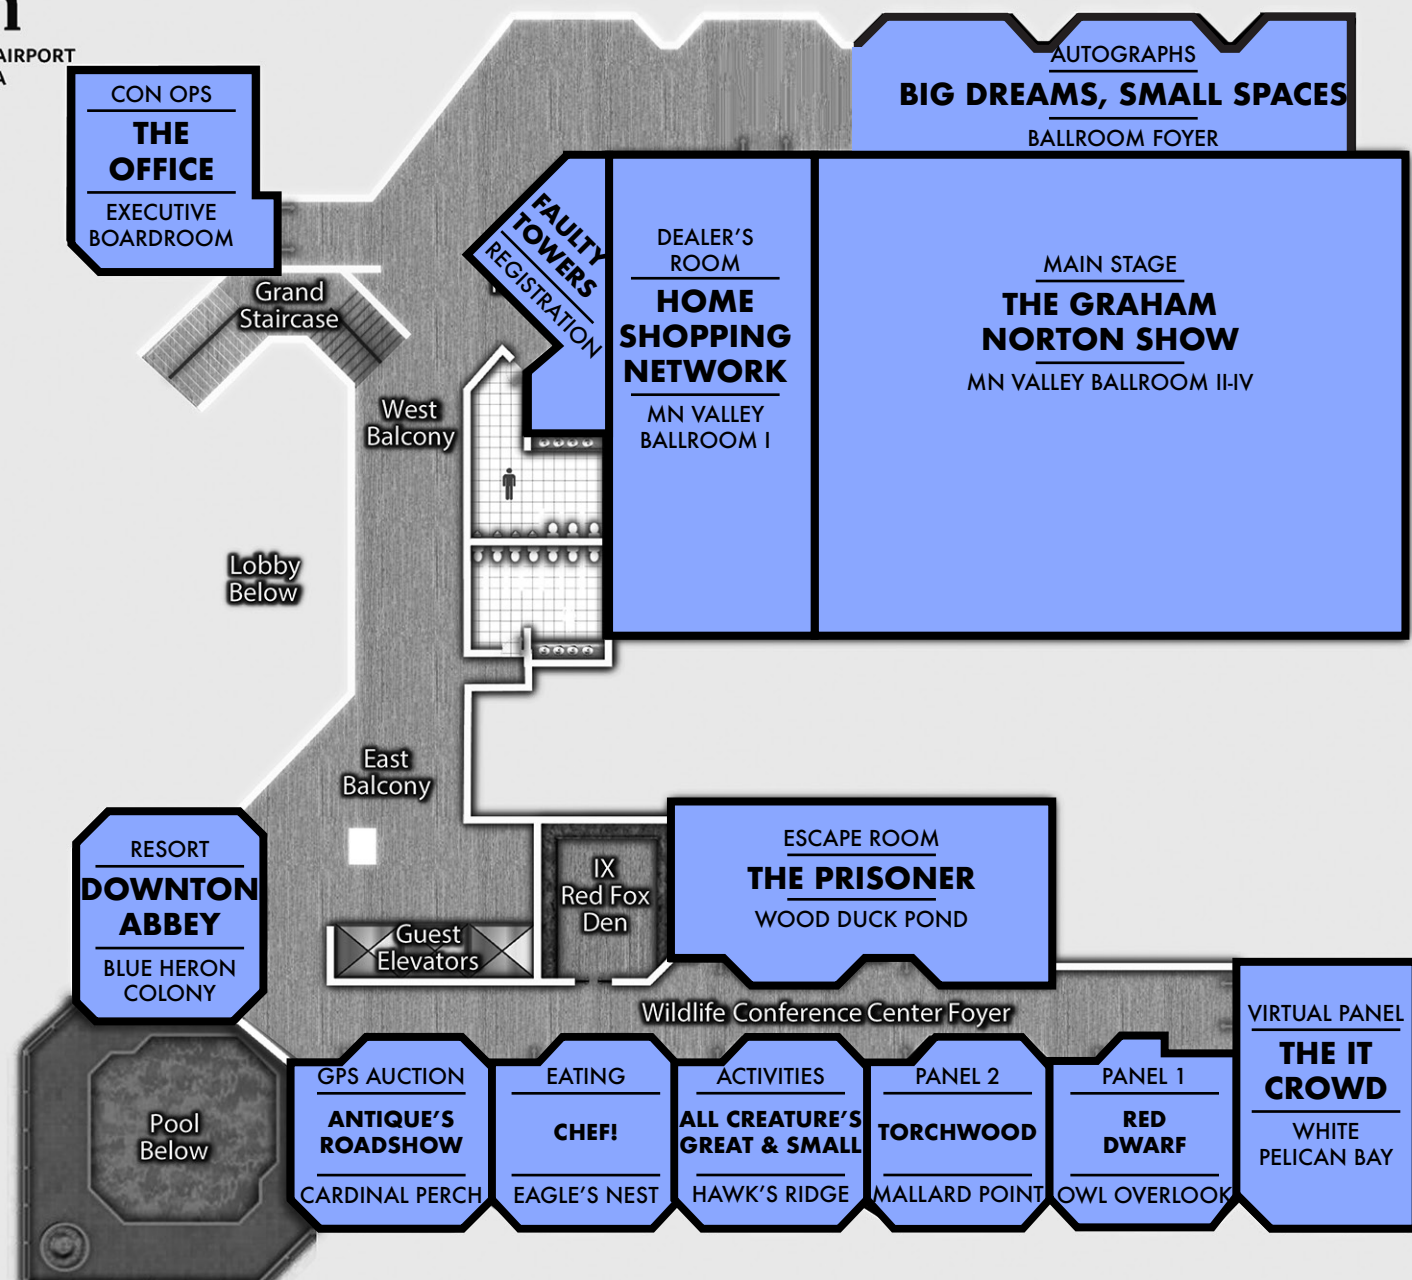 AIRPORT
CON OPS
THE
OFFICE
EXECUTIVE
BOARDROOM
AUTOGRAPHS
BIG DREAMS, SMALL SPACES
BALLROOM FOYER
FAULTY
TOWERS
REGISTRATION
DEALER'S
ROOM
HOME
SHOPPING
NETWORK
MN VALLEY
BALLROOM I
MAIN STAGE
THE GRAHAM
NORTON SHOW
MN VALLEY BALLROOM II-IV
Grand
Staircase
West
Balcony
Lobby
Below
East
Balcony
RESORT
DOWNTON
ABBEY
BLUE HERON
COLONY
Guest
Elevators
IX
Red Fox
Den
ESCAPE ROOM
THE PRISONER
WOOD DUCK POND
Wildlife Conference Center Foyer
Pool
Below
GPS AUCTION
ANTIQUE'S
ROADSHOW
CARDINAL PERCH
EATING
CHEF!
EAGLE'S NEST
ACTIVITIES
ALL CREATURE'S
GREAT & SMALL
HAWK'S RIDGE
PANEL 2
TORCHWOOD
MALLARD POINT
PANEL 1
RED
DWARF
OWL OVERLOOK
VIRTUAL PANEL
THE IT
CROWD
WHITE
PELICAN BAY